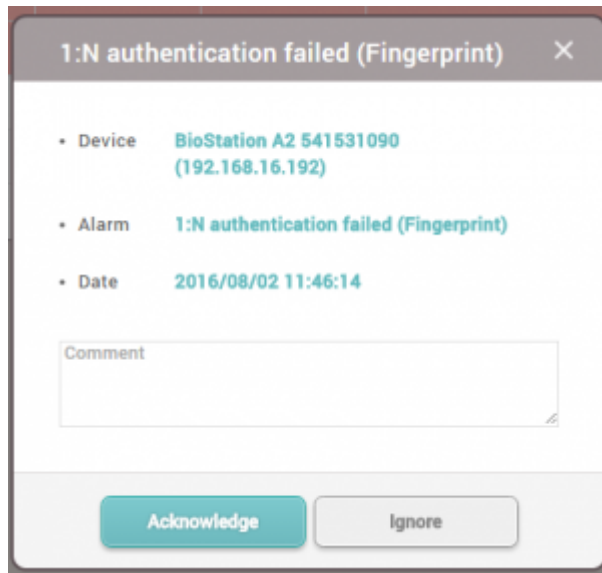 1:N authentication failed (Fingerprint)
• Device BioStation A2 541531090
(192.168.16.192)
• Alarm 1:N authentication failed (Fingerprint)
• Date 2016/08/02 11:46:14
Comment
Acknowledge Ignore